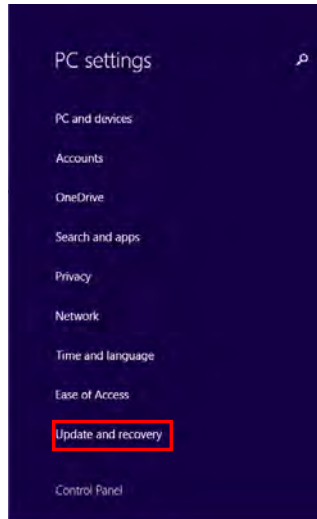 PC settings
PC and devices
Accounts
OneDrive
Search and apps
Privacy
Network
Time and language
Ease of Access
Update and recovery
Control Panel